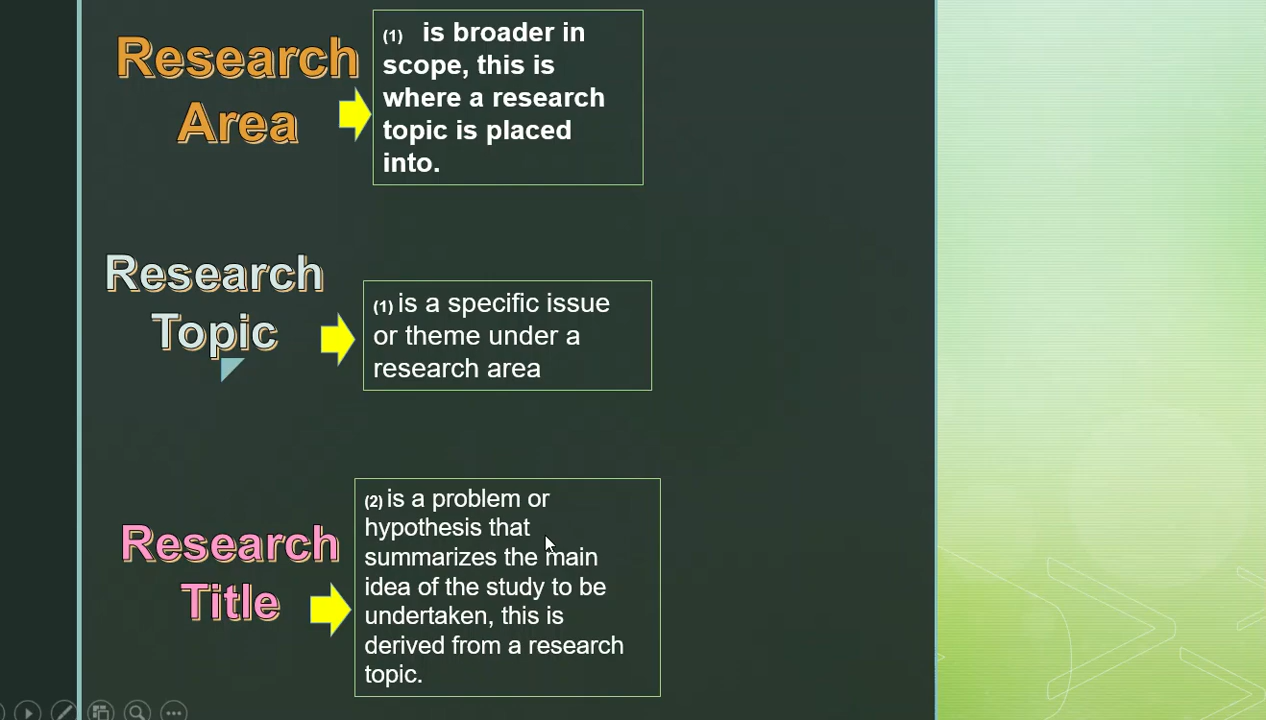 Research
Area
(1) is broader in
scope, this is
where a research
topic is placed
into.
Research
Topic
(1) is a specific issue
or theme under a
research area
Research
Title
(2) is a problem or
hypothesis that
summarizes the main
idea of the study to be
undertaken, this is
derived from a research
topic.